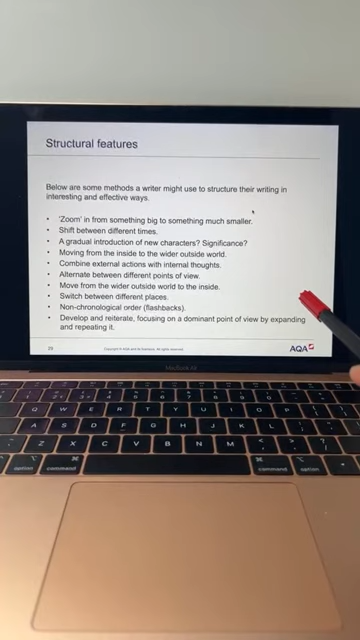 Structural features
Below are some methods a writer might use to structure their writing in
interesting and effective ways.
• 'Zoom' in from something big to something much smaller.
• Shift between different times.
• A gradual introduction of new characters? Significance?
• Moving from the inside to the wider outside world.
• Combine external actions with internal thoughts.
• Alternate between different points of view.
• Move from the wider outside world to the inside.
• Switch between different places.
• Non-chronological order (flashbacks).
• Develop and reiterate, focusing on a dominant point of view by expanding
and repeating it.
AQA
MacBook Air
Q W E R T Y U I O P
A S D F G H J K L
Z X C V B N M
option command command option